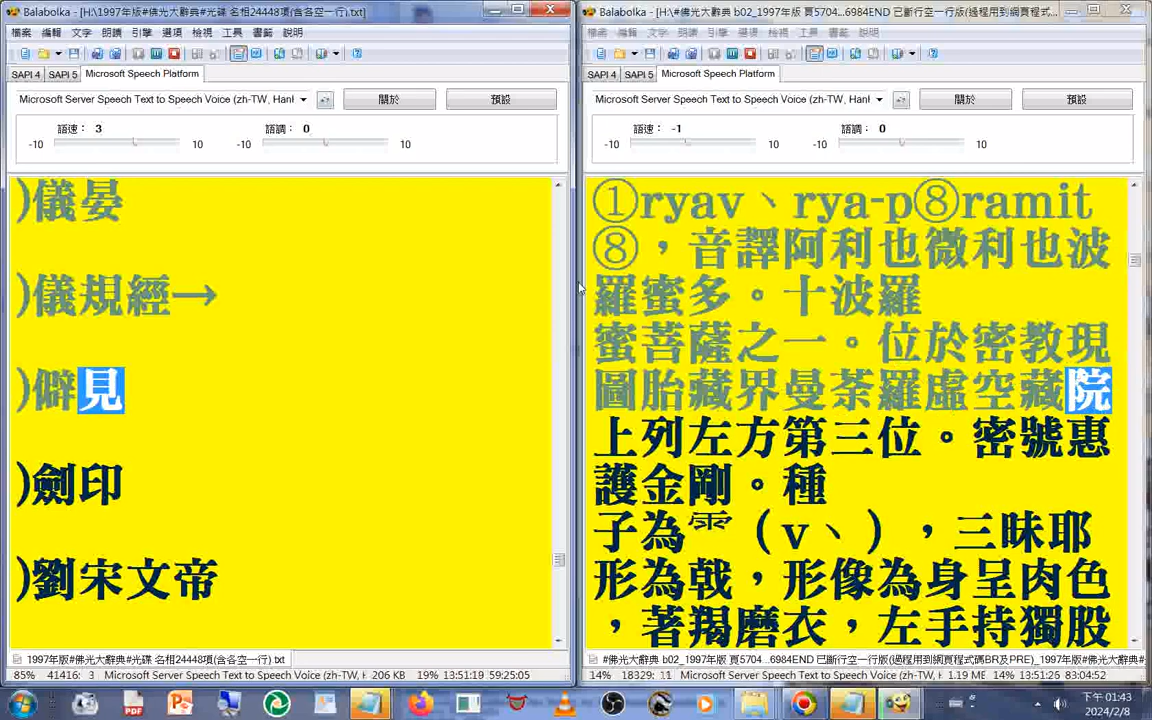 Balabolka - [H:\1997年版#佛光大辭典#光碟 名相24448項(含各空一行).txt]
檔案 編輯 文字 朗讀 引擎 選項 檢視 工具 書籤 說明
SAPI 4 SAPI 5 Microsoft Speech Platform
Microsoft Server Speech Text to Speech Voice (zh-TW, Han
關於 預設
語速： 3 語調： 0
-10 10 -10 10
)儀晏
)儀規經→
)僻見
)劍印
)劉宋文帝
1997年版#佛光大辭典#光碟 名相24448項(含各空一行).txt
85% 41416: 3 Microsoft Server Speech Text to Speech Voice (zh-TW, Ha 206 KB 19% 13:51:19 59:25:05
Balabolka - [H:\#佛光大辭典 b02_1997年版 頁5704...6984END 已斷行空一行版(過程用到網頁程式...
檔案 編輯 文字 朗讀 引擎 選項 檢視 工具 書籤 說明
SAPI 4 SAPI 5 Microsoft Speech Platform
Microsoft Server Speech Text to Speech Voice (zh-TW, Han
關於 預設
語速： -1 語調： 0
-10 10 -10 10
①ryav、rya-p⑧ramit
⑧，音譯阿利也微利也波
羅蜜多。十波羅
蜜菩薩之一。位於密教現
圖胎藏界曼荼羅虛空藏院
上列左方第三位。密號惠
護金剛。種
子為（v、），三昧耶
形為戟，形像為身呈肉色
，著羯磨衣，左手持獨股
#佛光大辭典 b02_1997年版 頁5704...6984END 已斷行空一行版(過程用到網頁程式碼BR及PRE)_1997年版#佛光大辭典#
14% 18329: 11 Microsoft Server Speech Text to Speech Voice (zh-TW, Ha 1.19 ME 14% 13:51:26 83:04:52
下午 01:43
2024/2/8